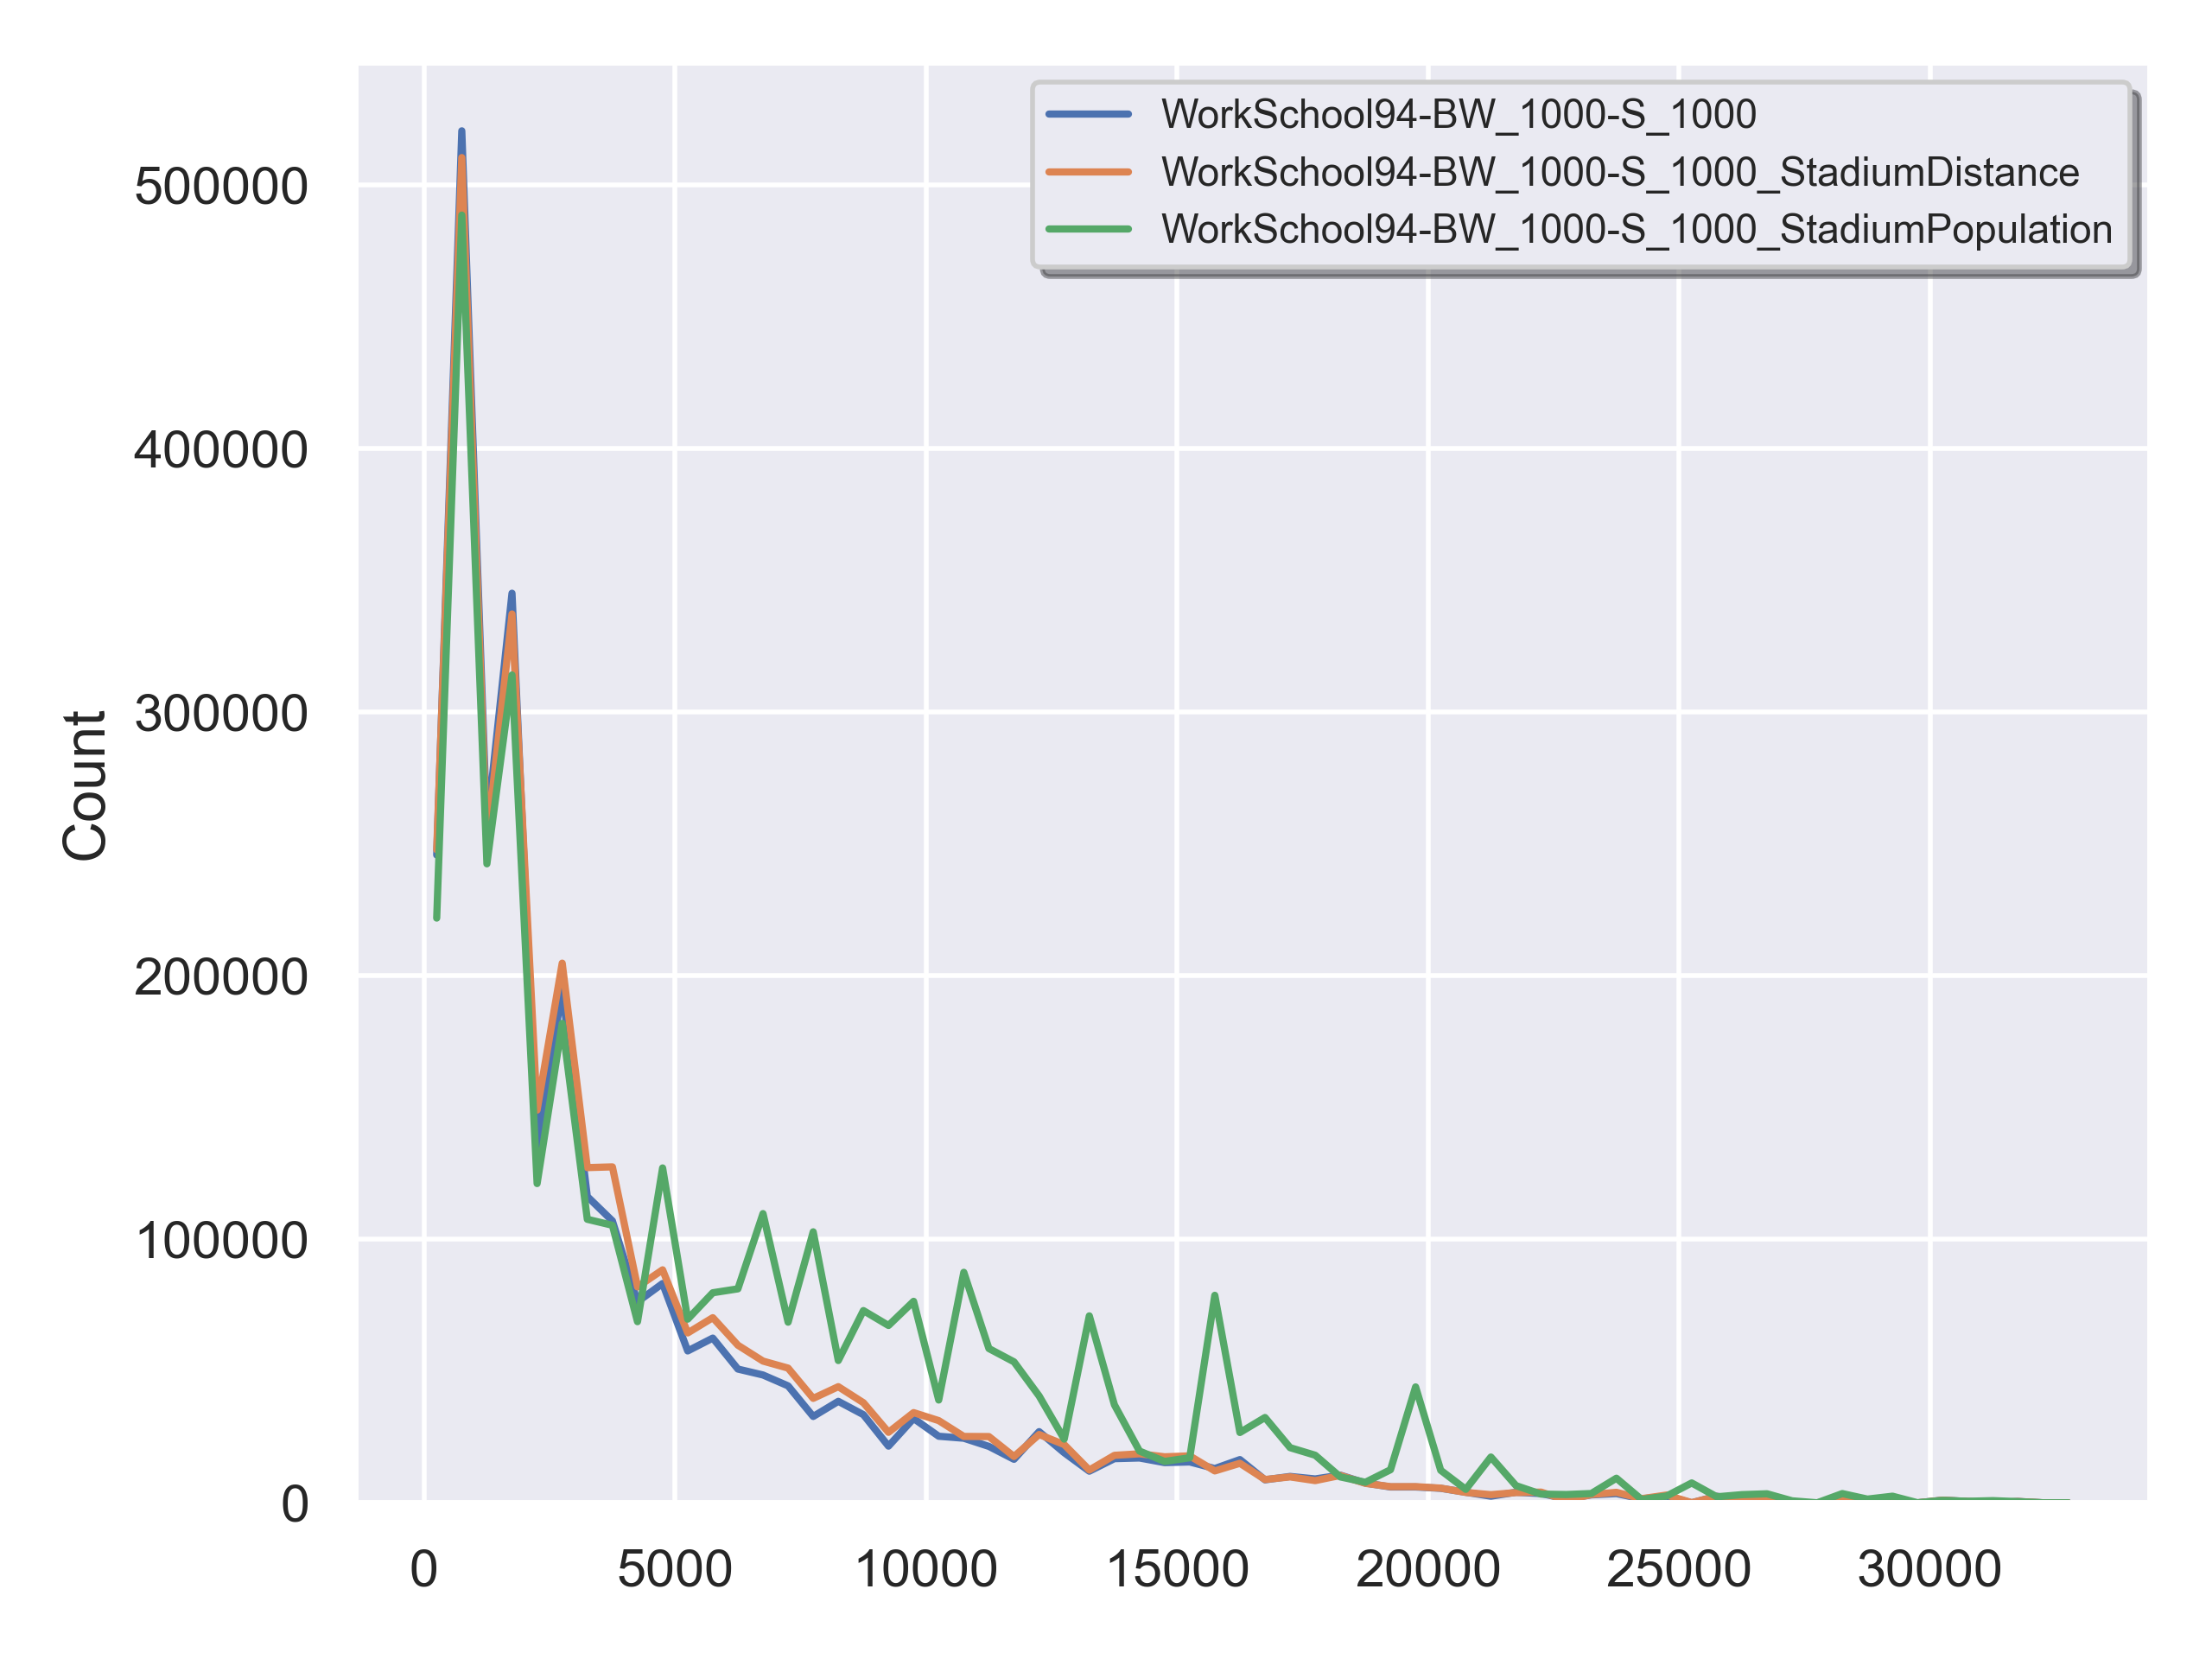 WorkSchool94-BW_1000-S_1000
WorkSchool94-BW_1000-S_1000_StadiumDistance
WorkSchool94-BW_1000-S_1000_StadiumPopulation
Count
500000
400000
300000
200000
100000
0
0 5000 10000 15000 20000 25000 30000